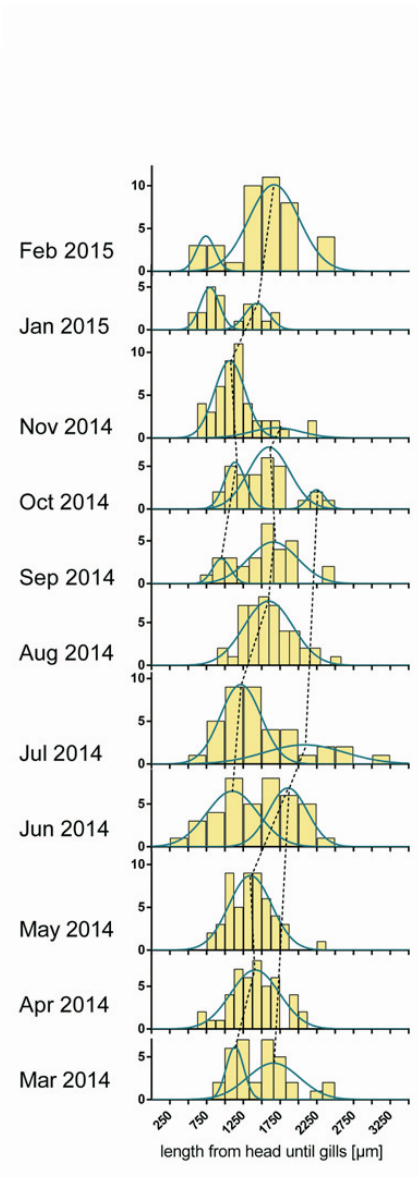 10
5
0
Feb 2015
5
0
Jan 2015
10
5
0
Nov 2014
5
0
Oct 2014
5
0
Sep 2014
5
0
Aug 2014
10
5
0
Jul 2014
5
0
Jun 2014
10
5
0
May 2014
5
0
Apr 2014
5
0
Mar 2014
250 750 1250 1750 2250 2750 3250
length from head until gills [µm]